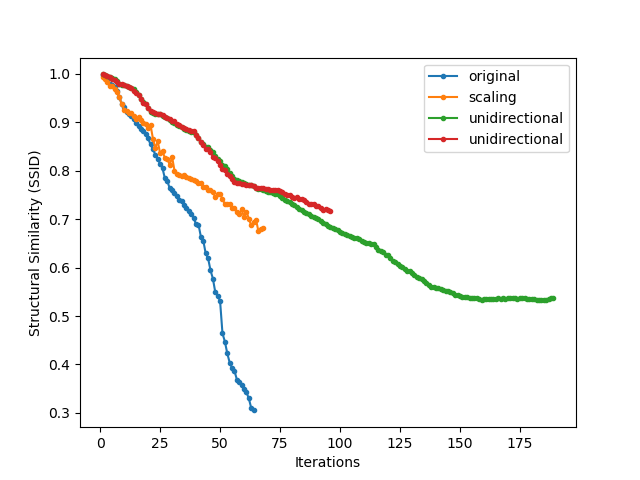 original
scaling
unidirectional
unidirectional
1.0
0.9
0.8
0.7
0.6
0.5
0.4
0.3
Structural Similarity (SSID)
0 25 50 75 100 125 150 175
Iterations